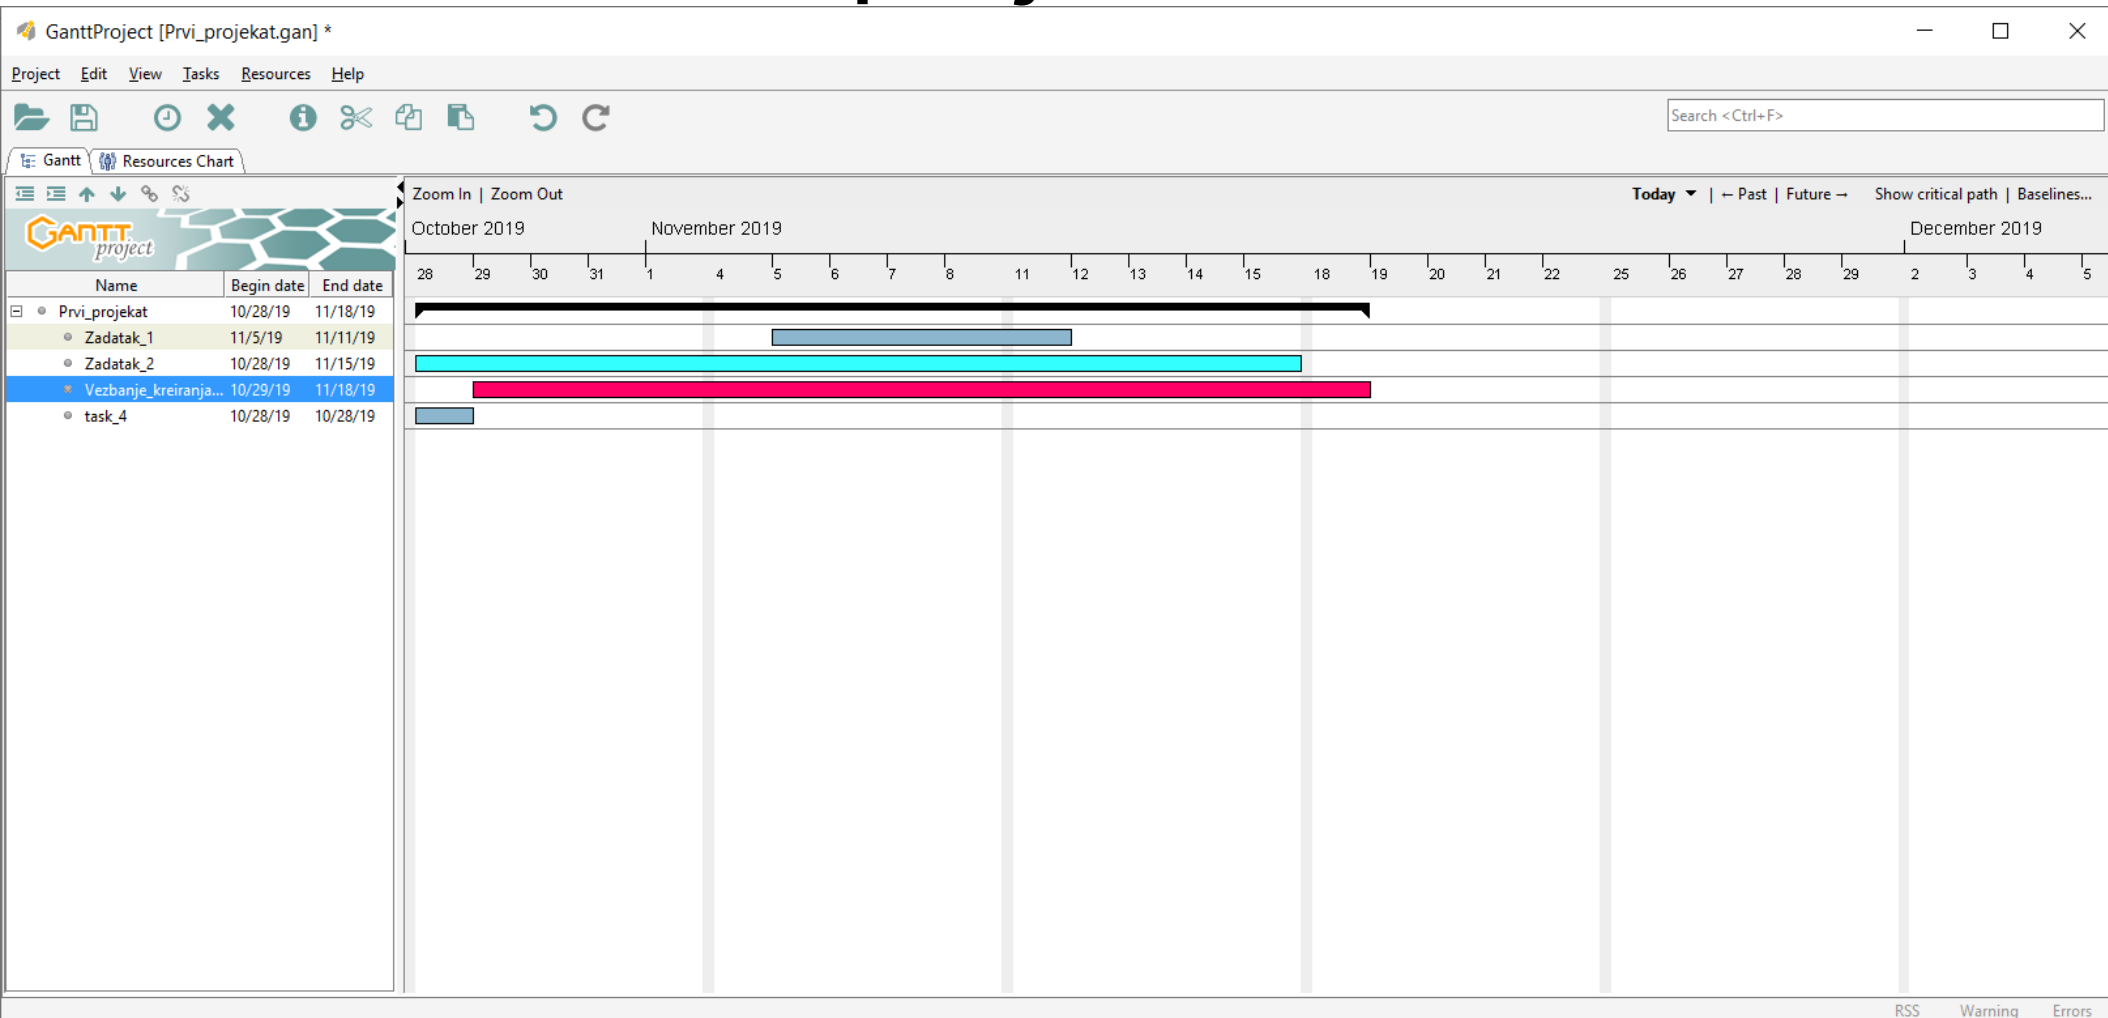 GanttProject [Prvi_projekat.gan] *
Project Edit View Tasks Resources Help
Search <Ctrl+F>
Gantt Resources Chart
Zoom In | Zoom Out Today | ← Past | Future → Show critical path | Baselines...
GANTT project
October 2019 November 2019 December 2019
28 29 30 31 1 4 5 6 7 8 11 12 13 14 15 18 19 20 21 22 25 26 27 28 29 2 3 4 5
Name Begin date End date
Prvi_projekat 10/28/19 11/18/19
Zadatak_1 11/5/19 11/11/19
Zadatak_2 10/28/19 11/15/19
Vezbanje_kreiranja... 10/29/19 11/18/19
task_4 10/28/19 10/28/19
RSS Warning Errors